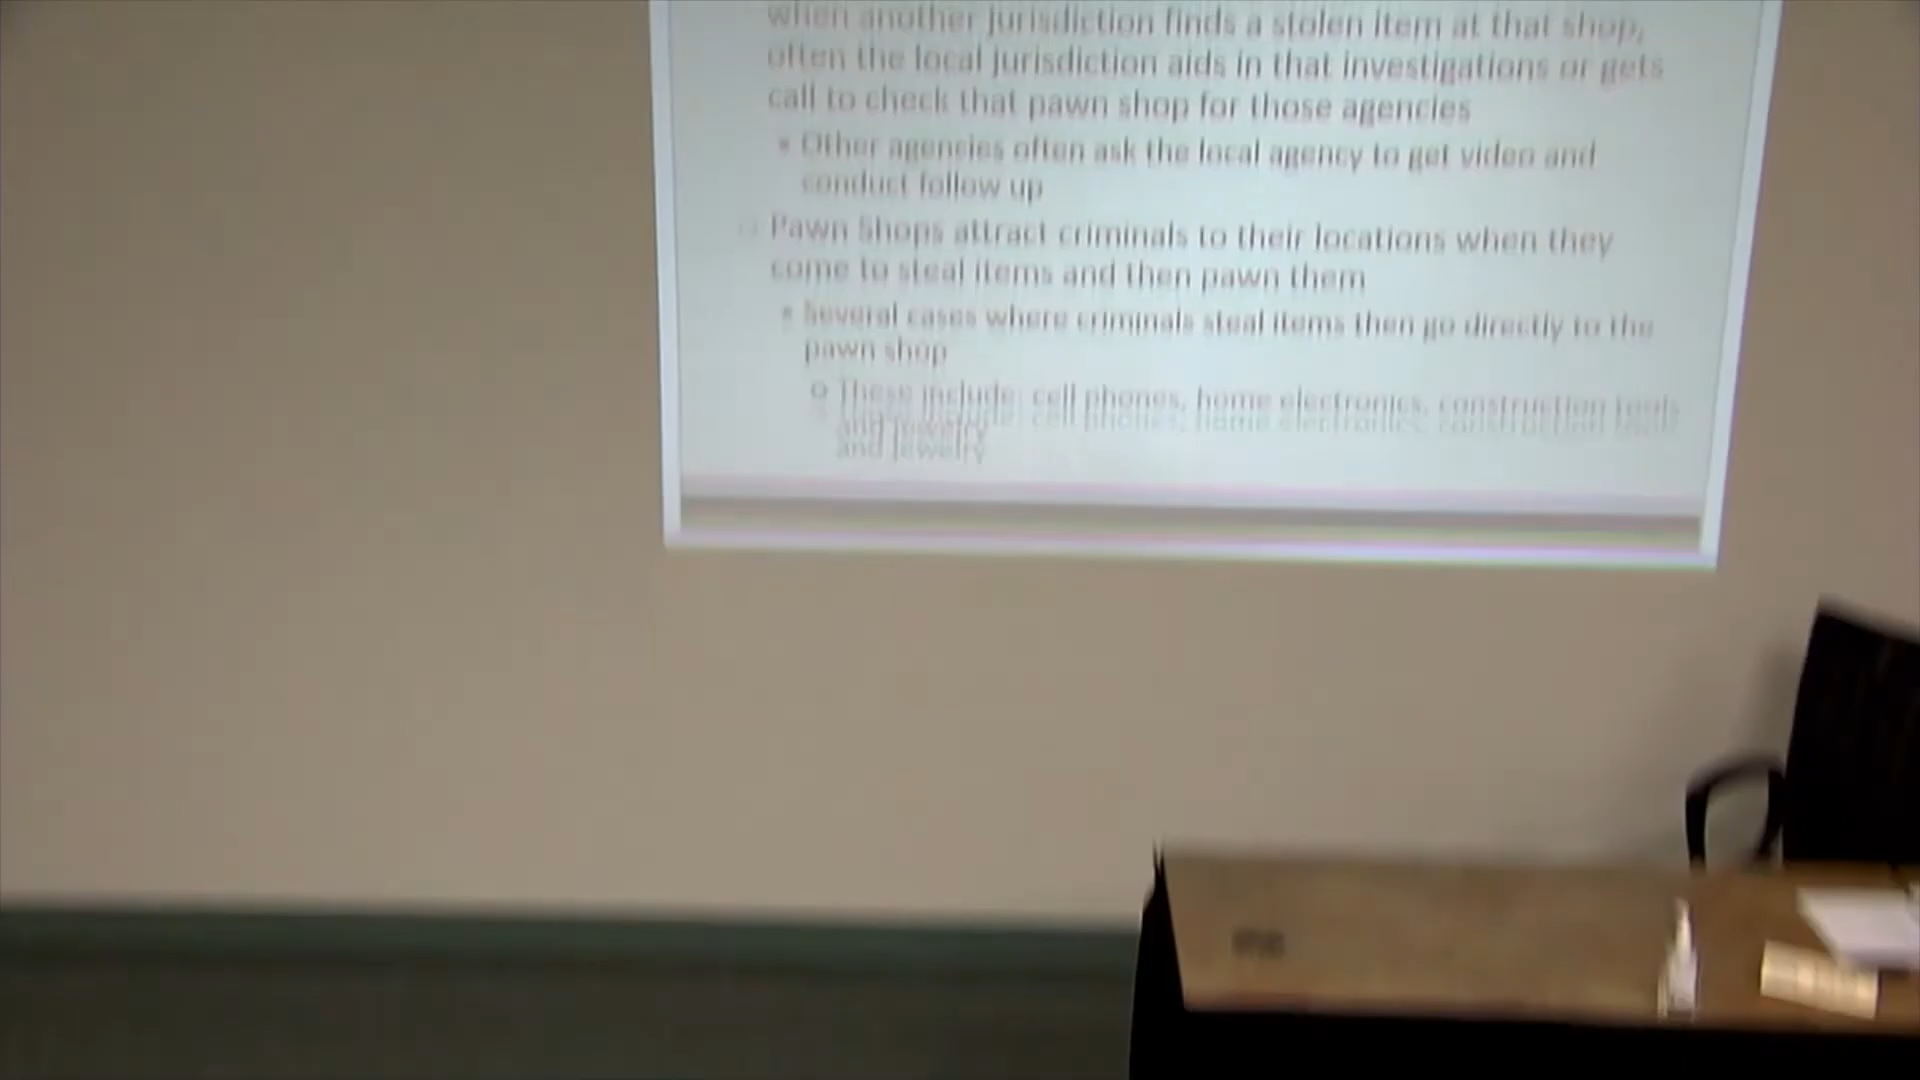 when another jurisdiction finds a stolen item at that shop,
often the local jurisdiction aids in that investigations or gets
call to check that pawn shop for those agencies
Other agencies often ask the local agency to get video and
conduct follow up
Pawn Shops attract criminals to their locations when they
come to steal items and then pawn them
Several cases where criminals steal items then go directly to the
pawn shop
These include: cell phones, home electronics, construction tools
and jewelry